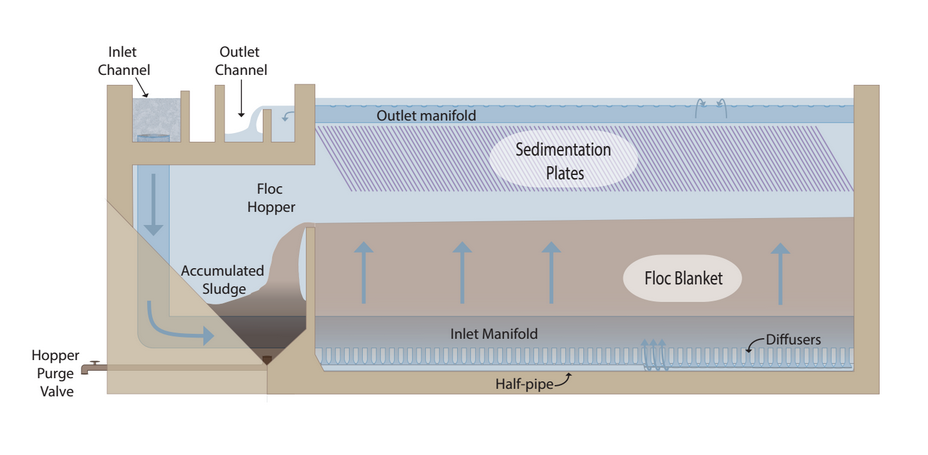 Inlet
Channel
Outlet
Channel
Outlet manifold
Sedimentation
Plates
Floc
Hopper
Accumulated
Sludge
Floc Blanket
Inlet Manifold
Diffusers
Hopper
Purge
Valve
Half-pipe